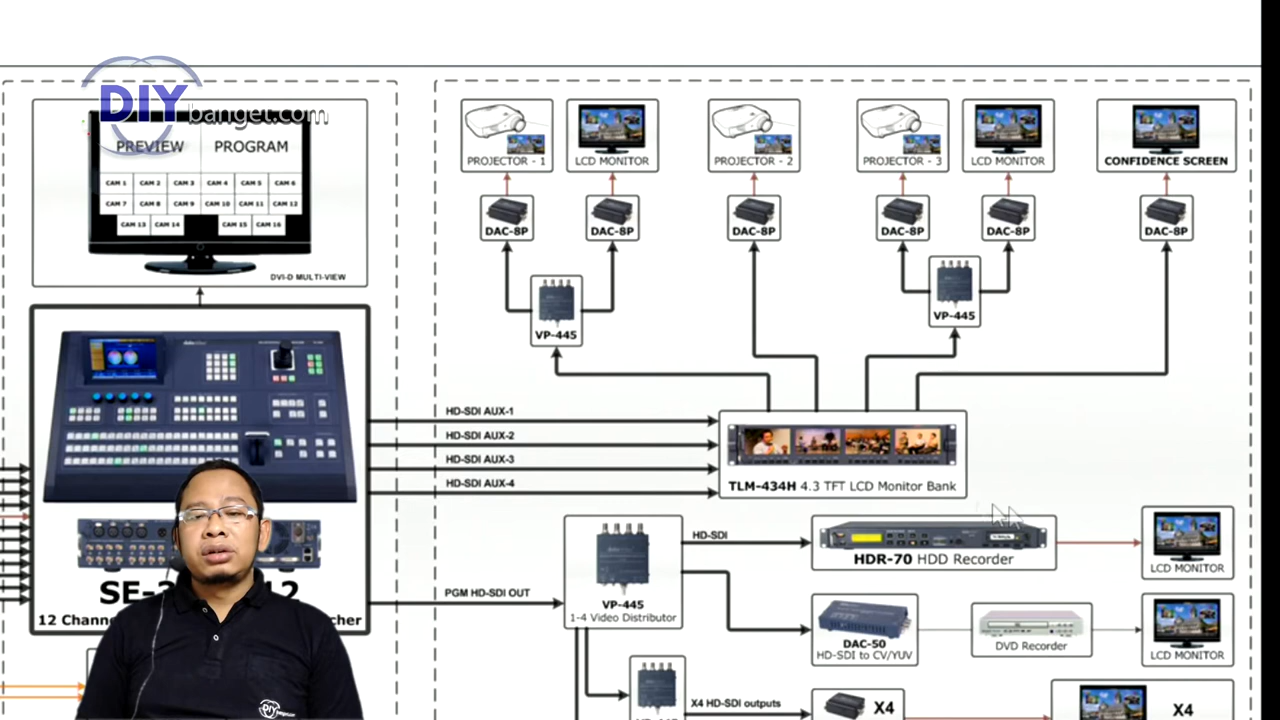 DIY
banget.com
PREVIEW
PROGRAM
CAM 1 CAM 2 CAM 3 CAM 4 CAM 5 CAM 6
CAM 7 CAM 8 CAM 9 CAM 10 CAM 11 CAM 12
CAM 13 CAM 14 CAM 15 CAM 16
DVI-D MULTI-VIEW
PROJECTOR - 1
LCD MONITOR
PROJECTOR - 2
PROJECTOR - 3
LCD MONITOR
CONFIDENCE SCREEN
DAC-8P
DAC-8P
DAC-8P
DAC-8P
DAC-8P
DAC-8P
VP-445
VP-445
HD-SDI AUX-1
HD-SDI AUX-2
HD-SDI AUX-3
HD-SDI AUX-4
TLM-434H 4.3 TFT LCD Monitor Bank
HD-SDI
HDR-70 HDD Recorder
LCD MONITOR
PGM HD-SDI OUT
VP-445
1-4 Video Distributor
DAC-50
HD-SDI to CV/YUV
DVD Recorder
LCD MONITOR
12
X4 HD-SDI outputs
X4
X4
DIY